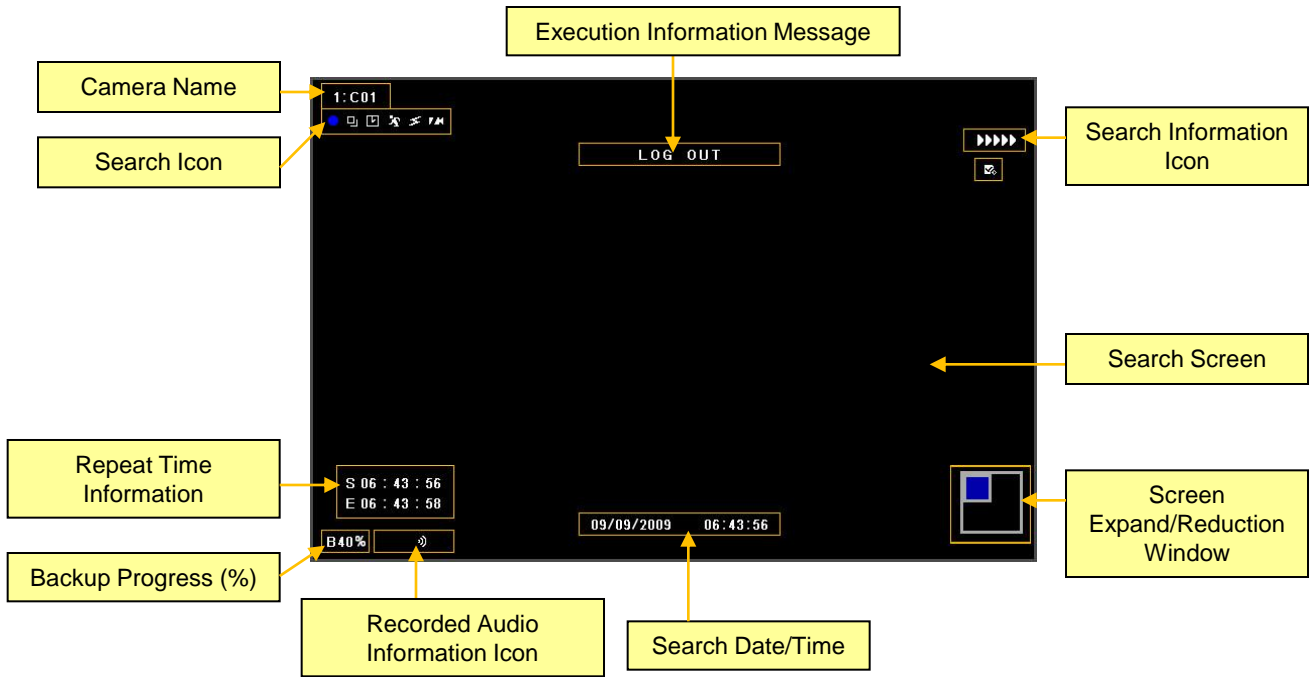 Execution Information Message
Camera Name
1:C01
Search Icon
LOG OUT
Search Information
Icon
Search Screen
Repeat Time
Information
S 06 : 43 : 56
E 06 : 43 : 58
Screen
Expand/Reduction
Window
09/09/2009 06:43:56
B40%
Backup Progress (%)
Recorded Audio
Information Icon
Search Date/Time